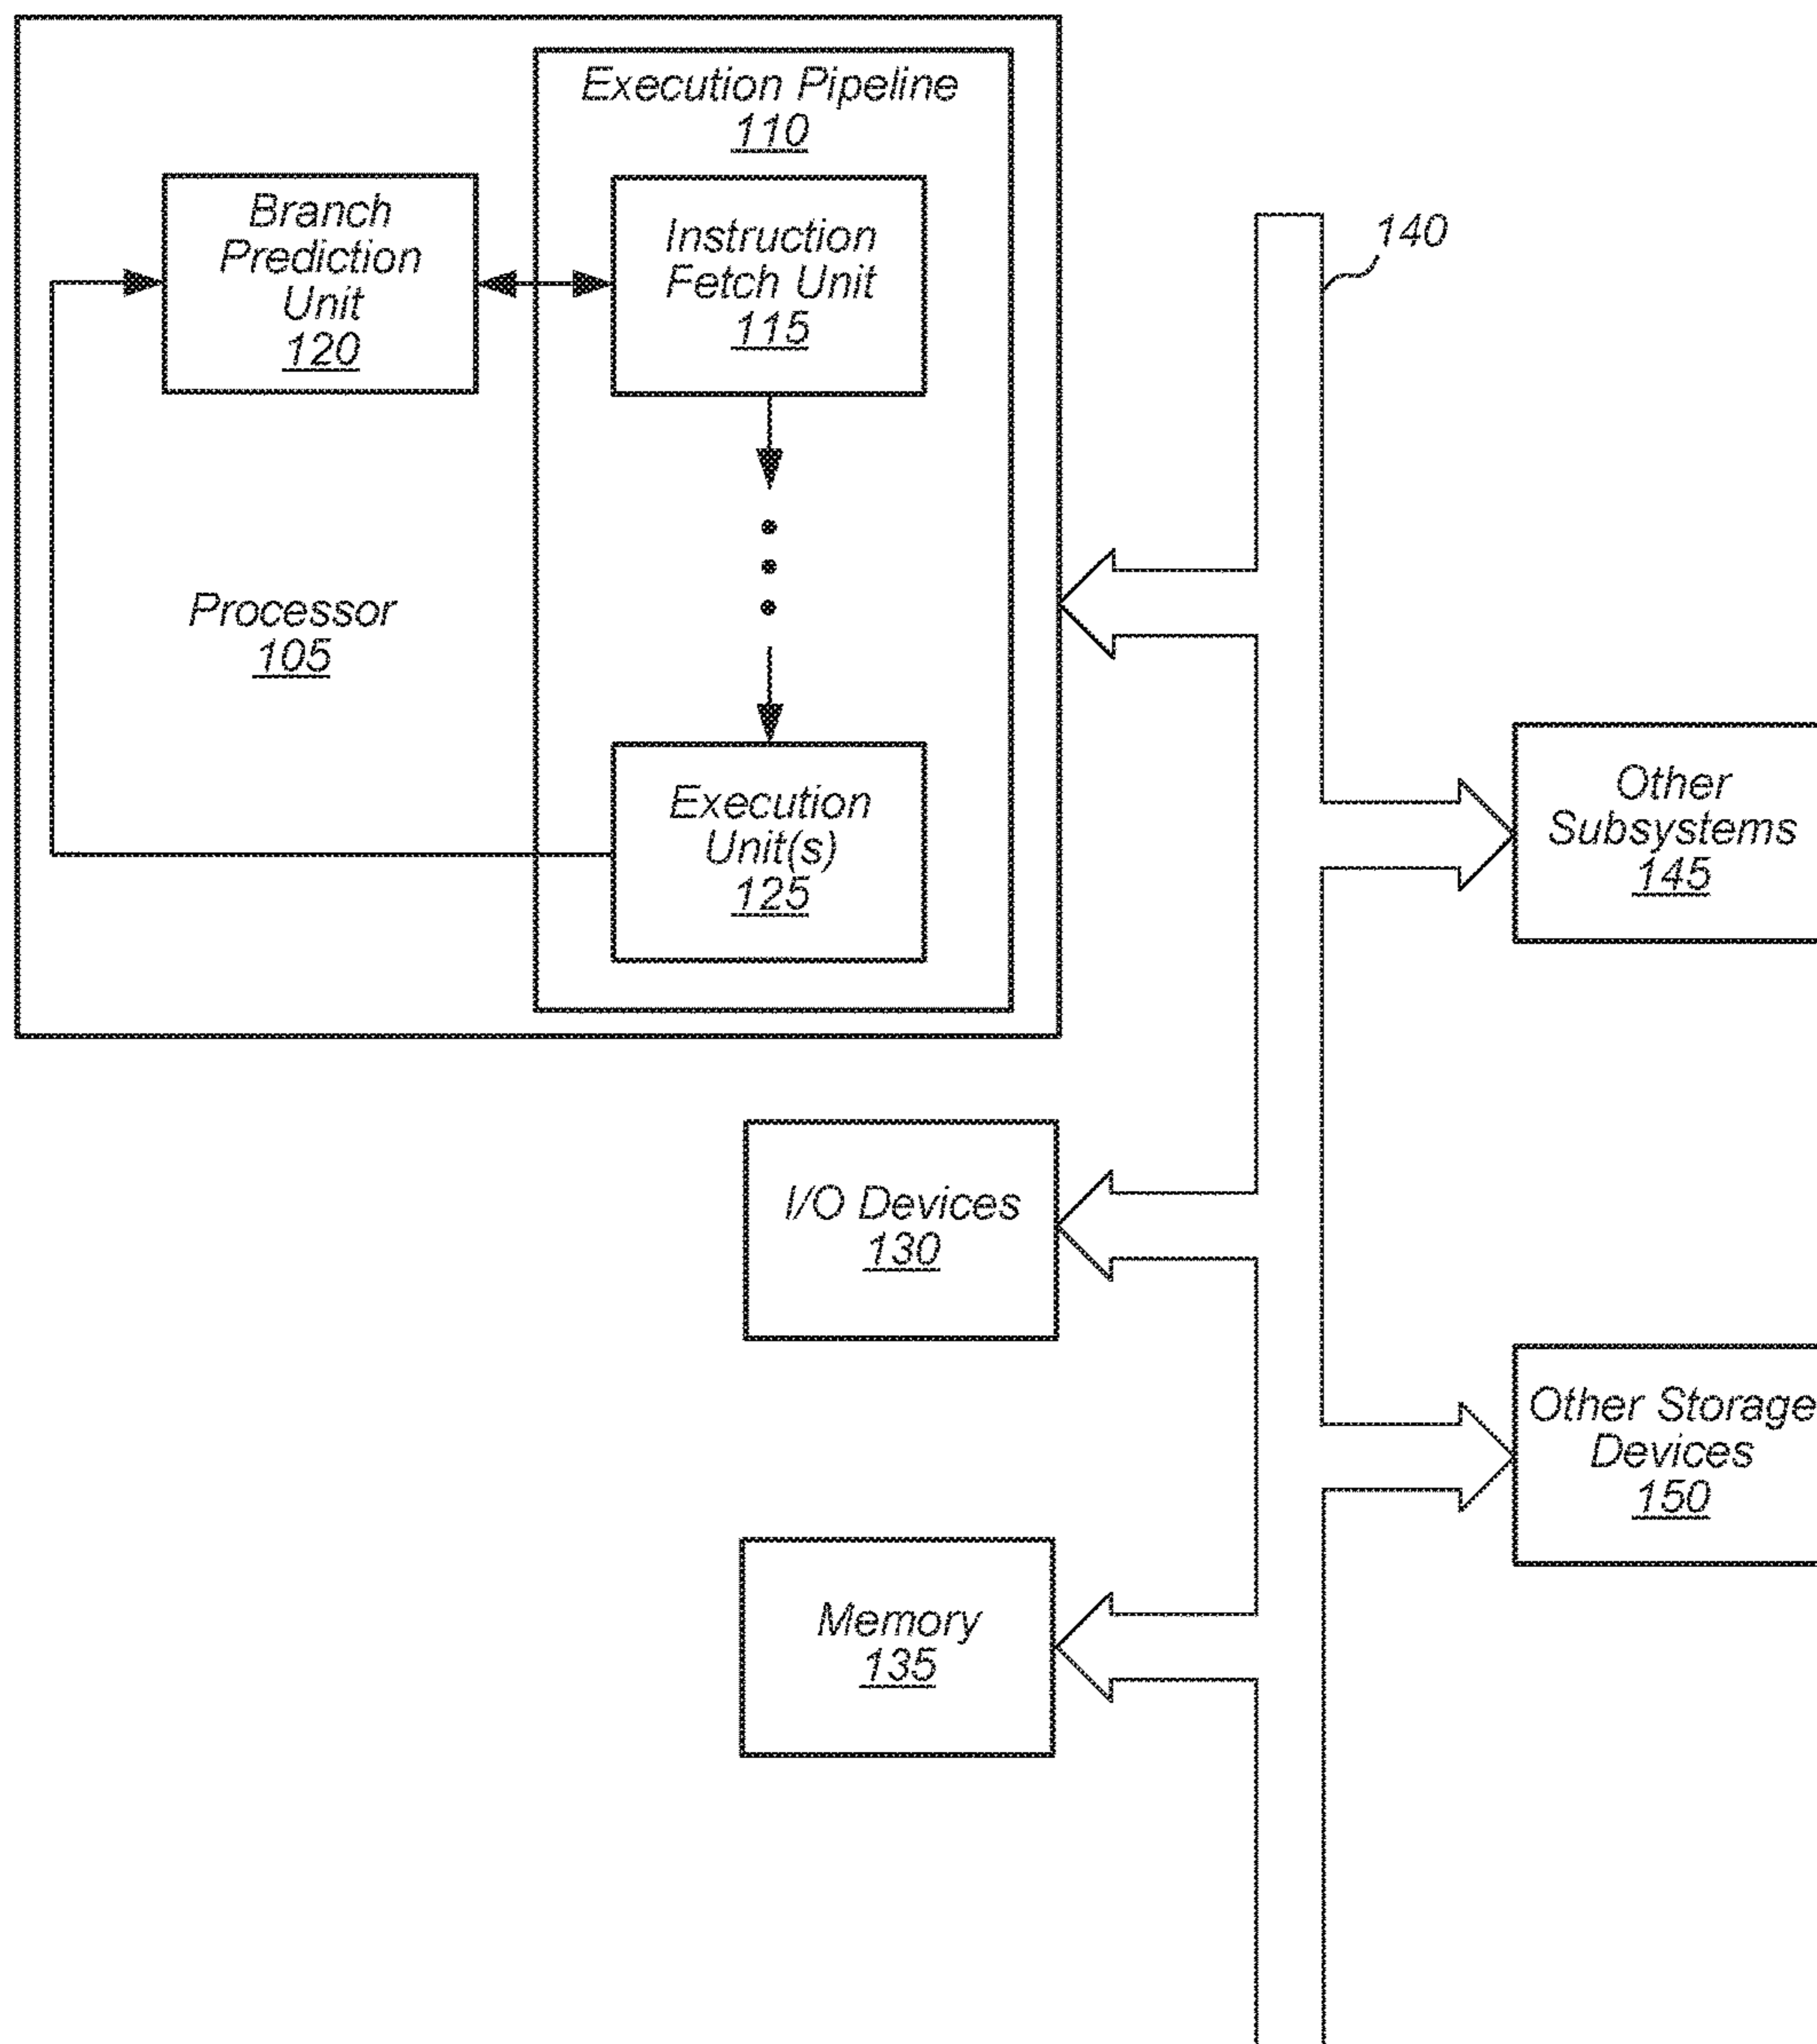 Execution Pipeline
110
Branch
Prediction
Unit
120
Instruction
Fetch Unit
115
140
Processor
105
Execution
Unit(s)
125
Other
Subsystems
145
I/O Devices
130
Other Storage
Devices
150
Memory
135